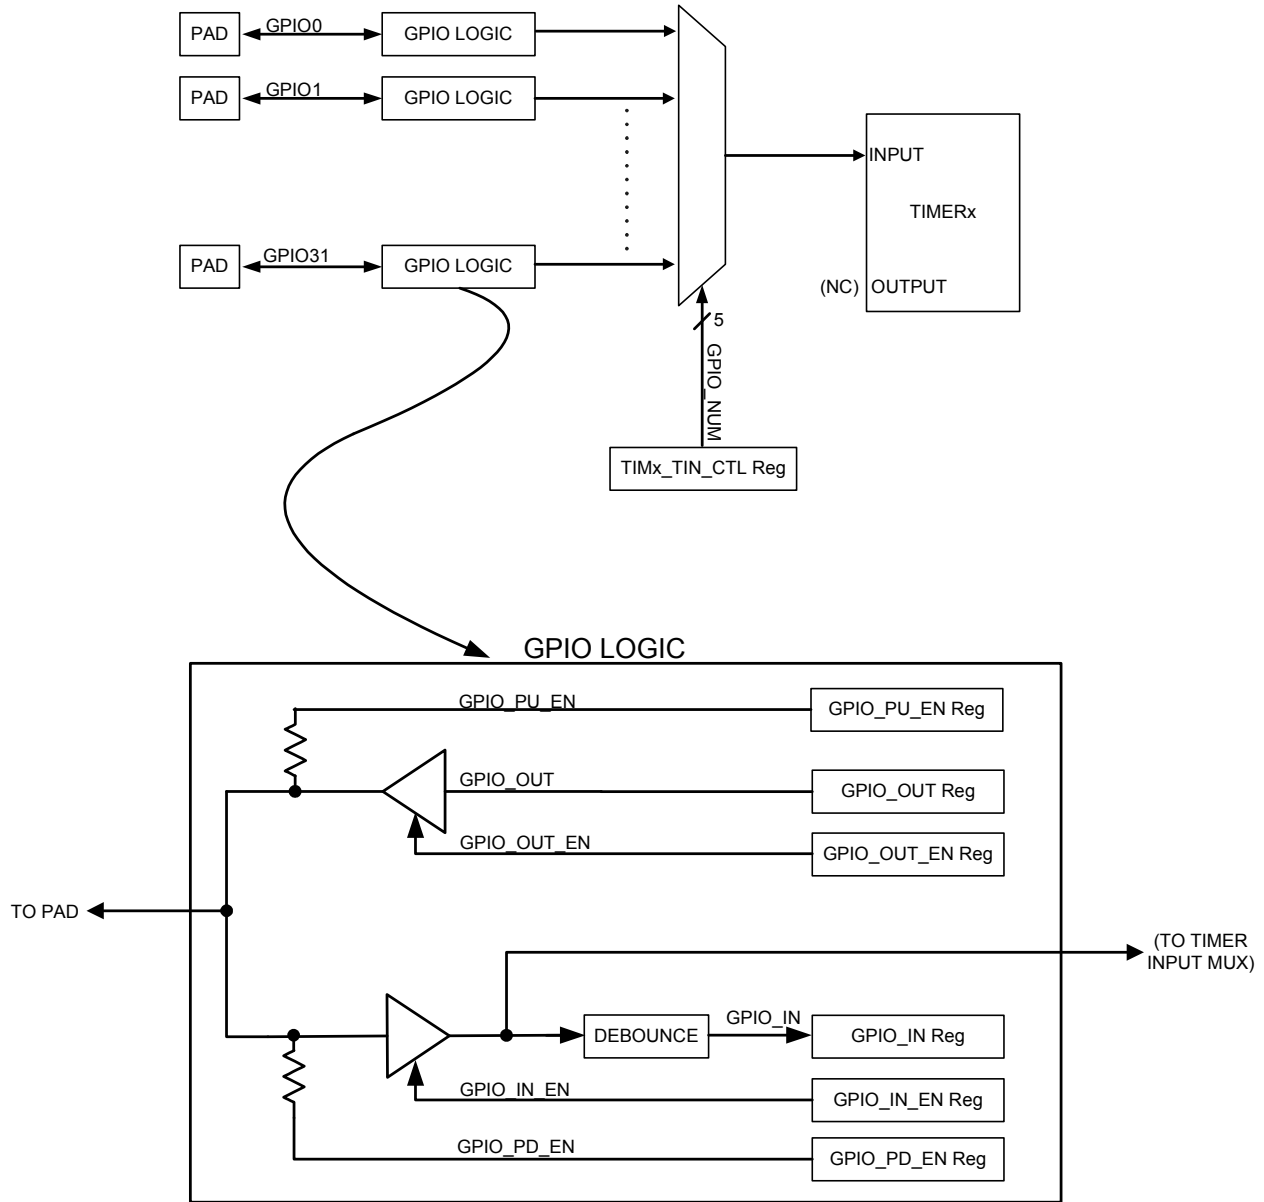 PAD
GPIO0
GPIO LOGIC
PAD
GPIO1
GPIO LOGIC
INPUT
TIMERx
PAD
GPIO31
GPIO LOGIC
(NC)
OUTPUT
5
GPIO_NUM
TIMx_TIN_CTL Reg
GPIO LOGIC
GPIO_PU_EN
GPIO_PU_EN Reg
GPIO_OUT
GPIO_OUT Reg
GPIO_OUT_EN
GPIO_OUT_EN Reg
TO PAD
(TO TIMER
INPUT MUX)
DEBOUNCE
GPIO_IN
GPIO_IN Reg
GPIO_IN_EN
GPIO_IN_EN Reg
GPIO_PD_EN
GPIO_PD_EN Reg